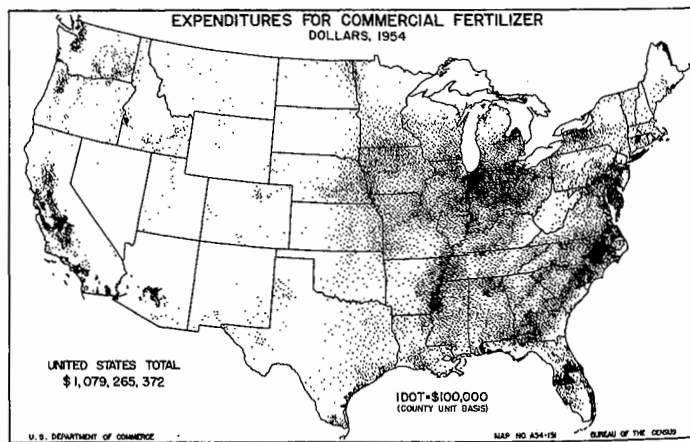 EXPENDITURES FOR COMMERCIAL FERTILIZER
DOLLARS, 1954
UNITED STATES TOTAL
$1,079,265,372
1 DOT=$100,000
(COUNTY UNIT BASIS)
U. S. DEPARTMENT OF COMMERCE
MAP NO. A54-151
BUREAU OF THE CENSUS